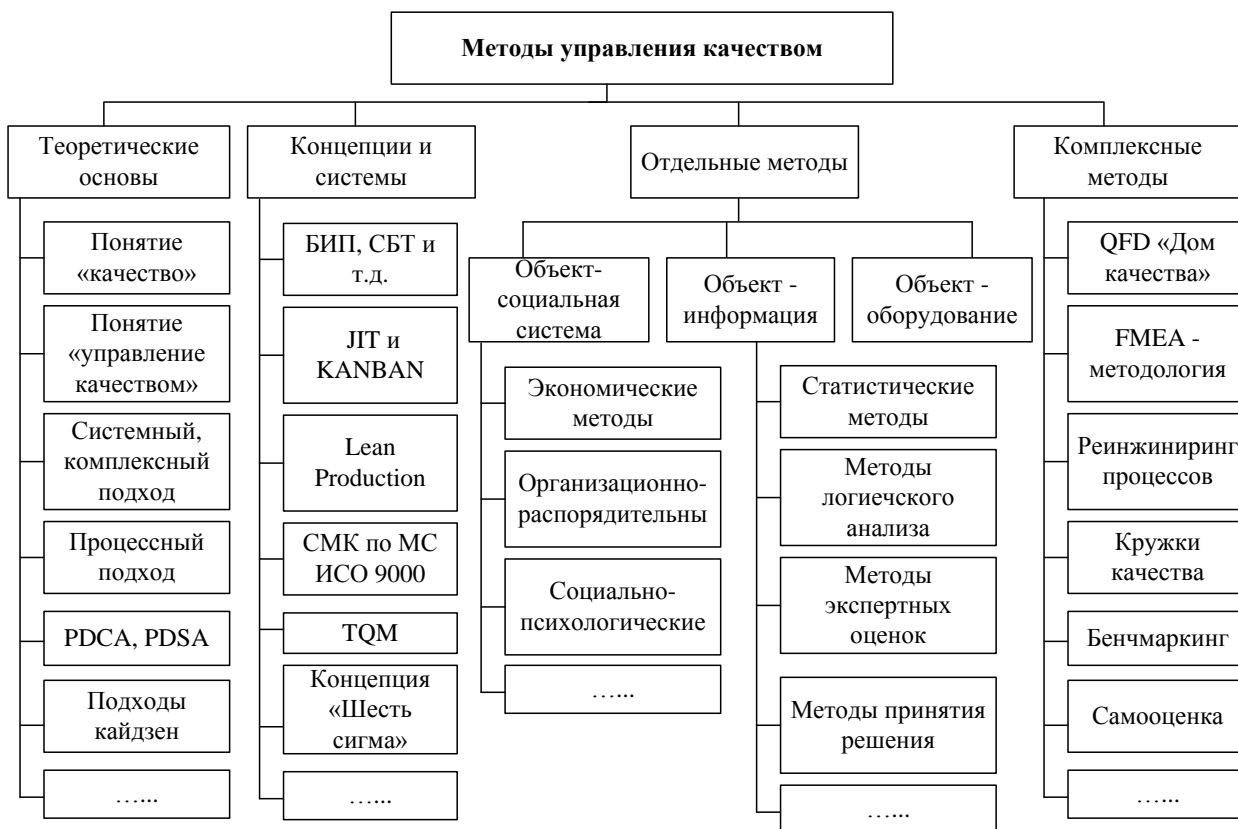 Методы управления качеством
Теоретические
основы
Понятие
«качество»
Понятие
«управление
качеством»
Системный,
комплексный
подход
Процессный
подход
PDCA, PDSA
Подходы
кайдзен
…...
Концепции и
системы
БИП, СБТ и
т.д.
JIT и
KANBAN
Lean
Production
СМК по МС
ИСО 9000
TQM
Концепция
«Шесть
сигма»
…...
Отдельные методы
Объект-
социальная
система
Экономические
методы
Организационно-
распорядительны
Социально-
психологические
…...
Объект -
информация
Статистические
методы
Методы
логиечского
анализа
Методы
экспертных
оценок
Методы принятия
решения
…...
Объект -
оборудование
Комплексные
методы
QFD «Дом
качества»
FMEA -
методология
Реинжиниринг
процессов
Кружки
качества
Бенчмаркинг
Самооценка
…...